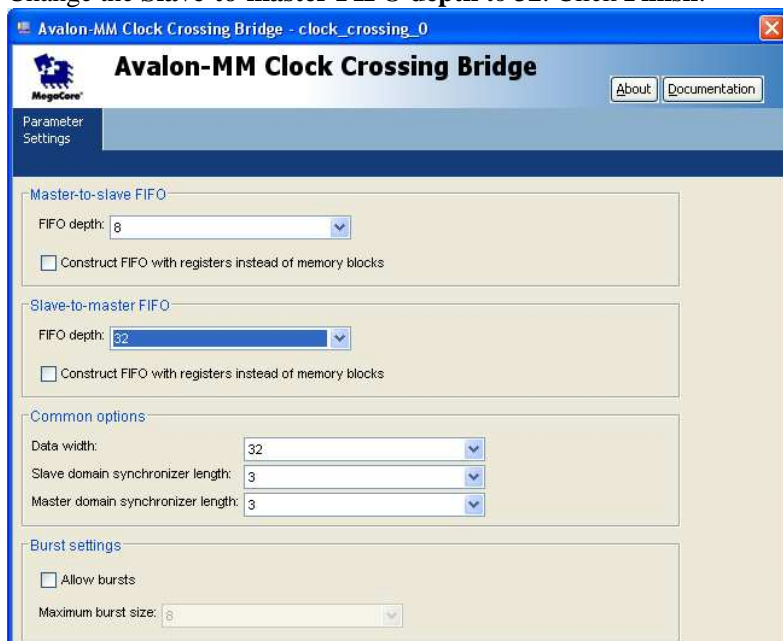 Change the Slave-to-master FIFO depth to 32. Click Finish.
Avalon-MM Clock Crossing Bridge - clock_crossing_0
MegaCore'
Avalon-MM Clock Crossing Bridge
About Documentation
Parameter
Settings
Master-to-slave FIFO
FIFO depth: 8
Construct FIFO with registers instead of memory blocks
Slave-to-master FIFO
FIFO depth: 32
Construct FIFO with registers instead of memory blocks
Common options
Data width: 32
Slave domain synchronizer length: 3
Master domain synchronizer length: 3
Burst settings
Allow bursts
Maximum burst size: 8